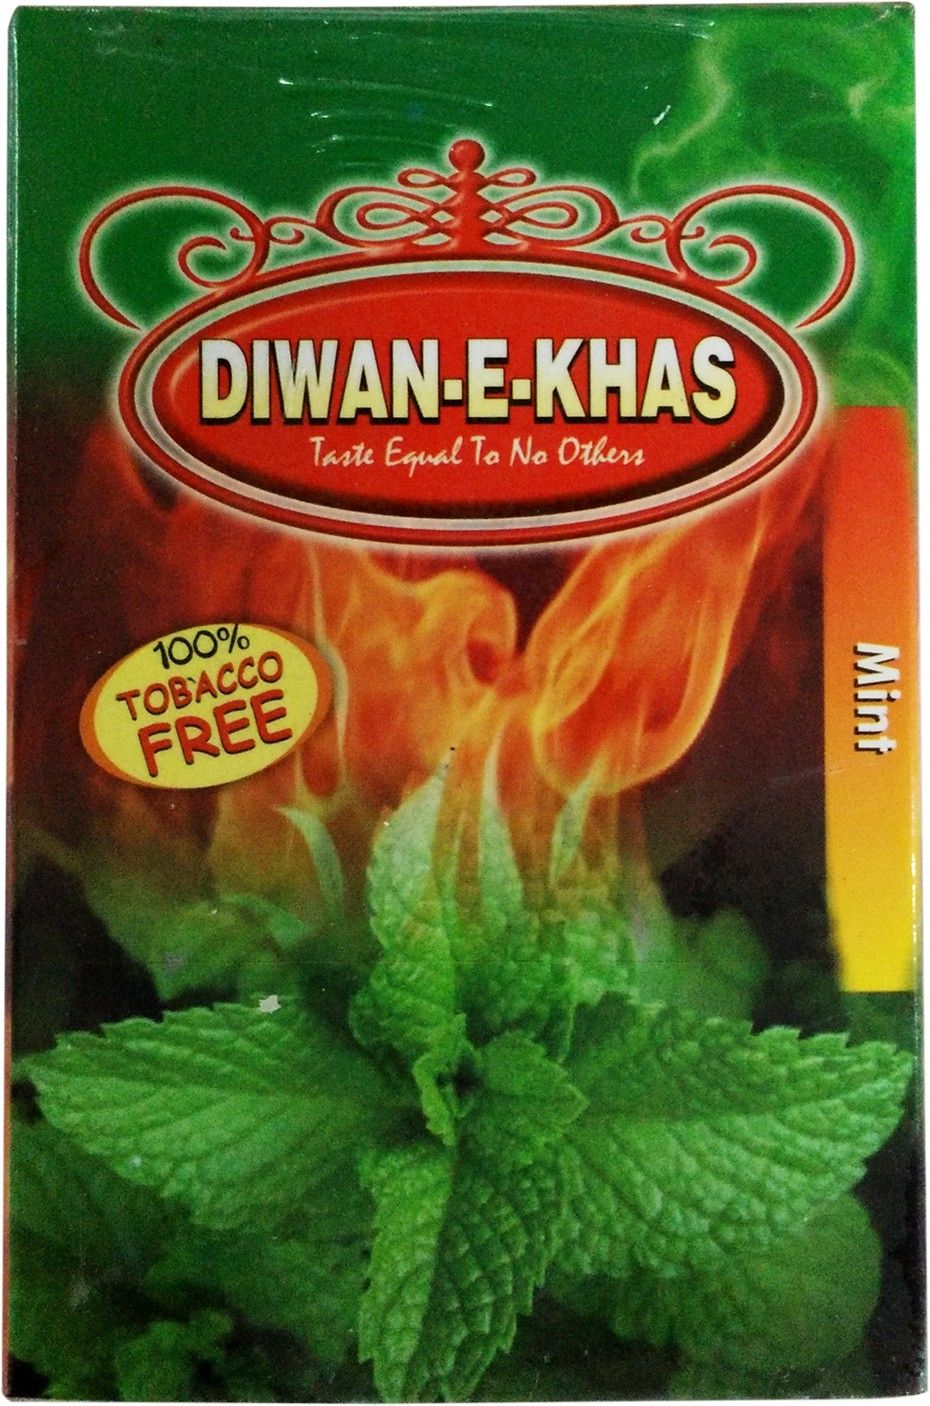 DIWAN-E-KHAS
Taste Equal To No Others
100%
TOBACCO
FREE
Mint